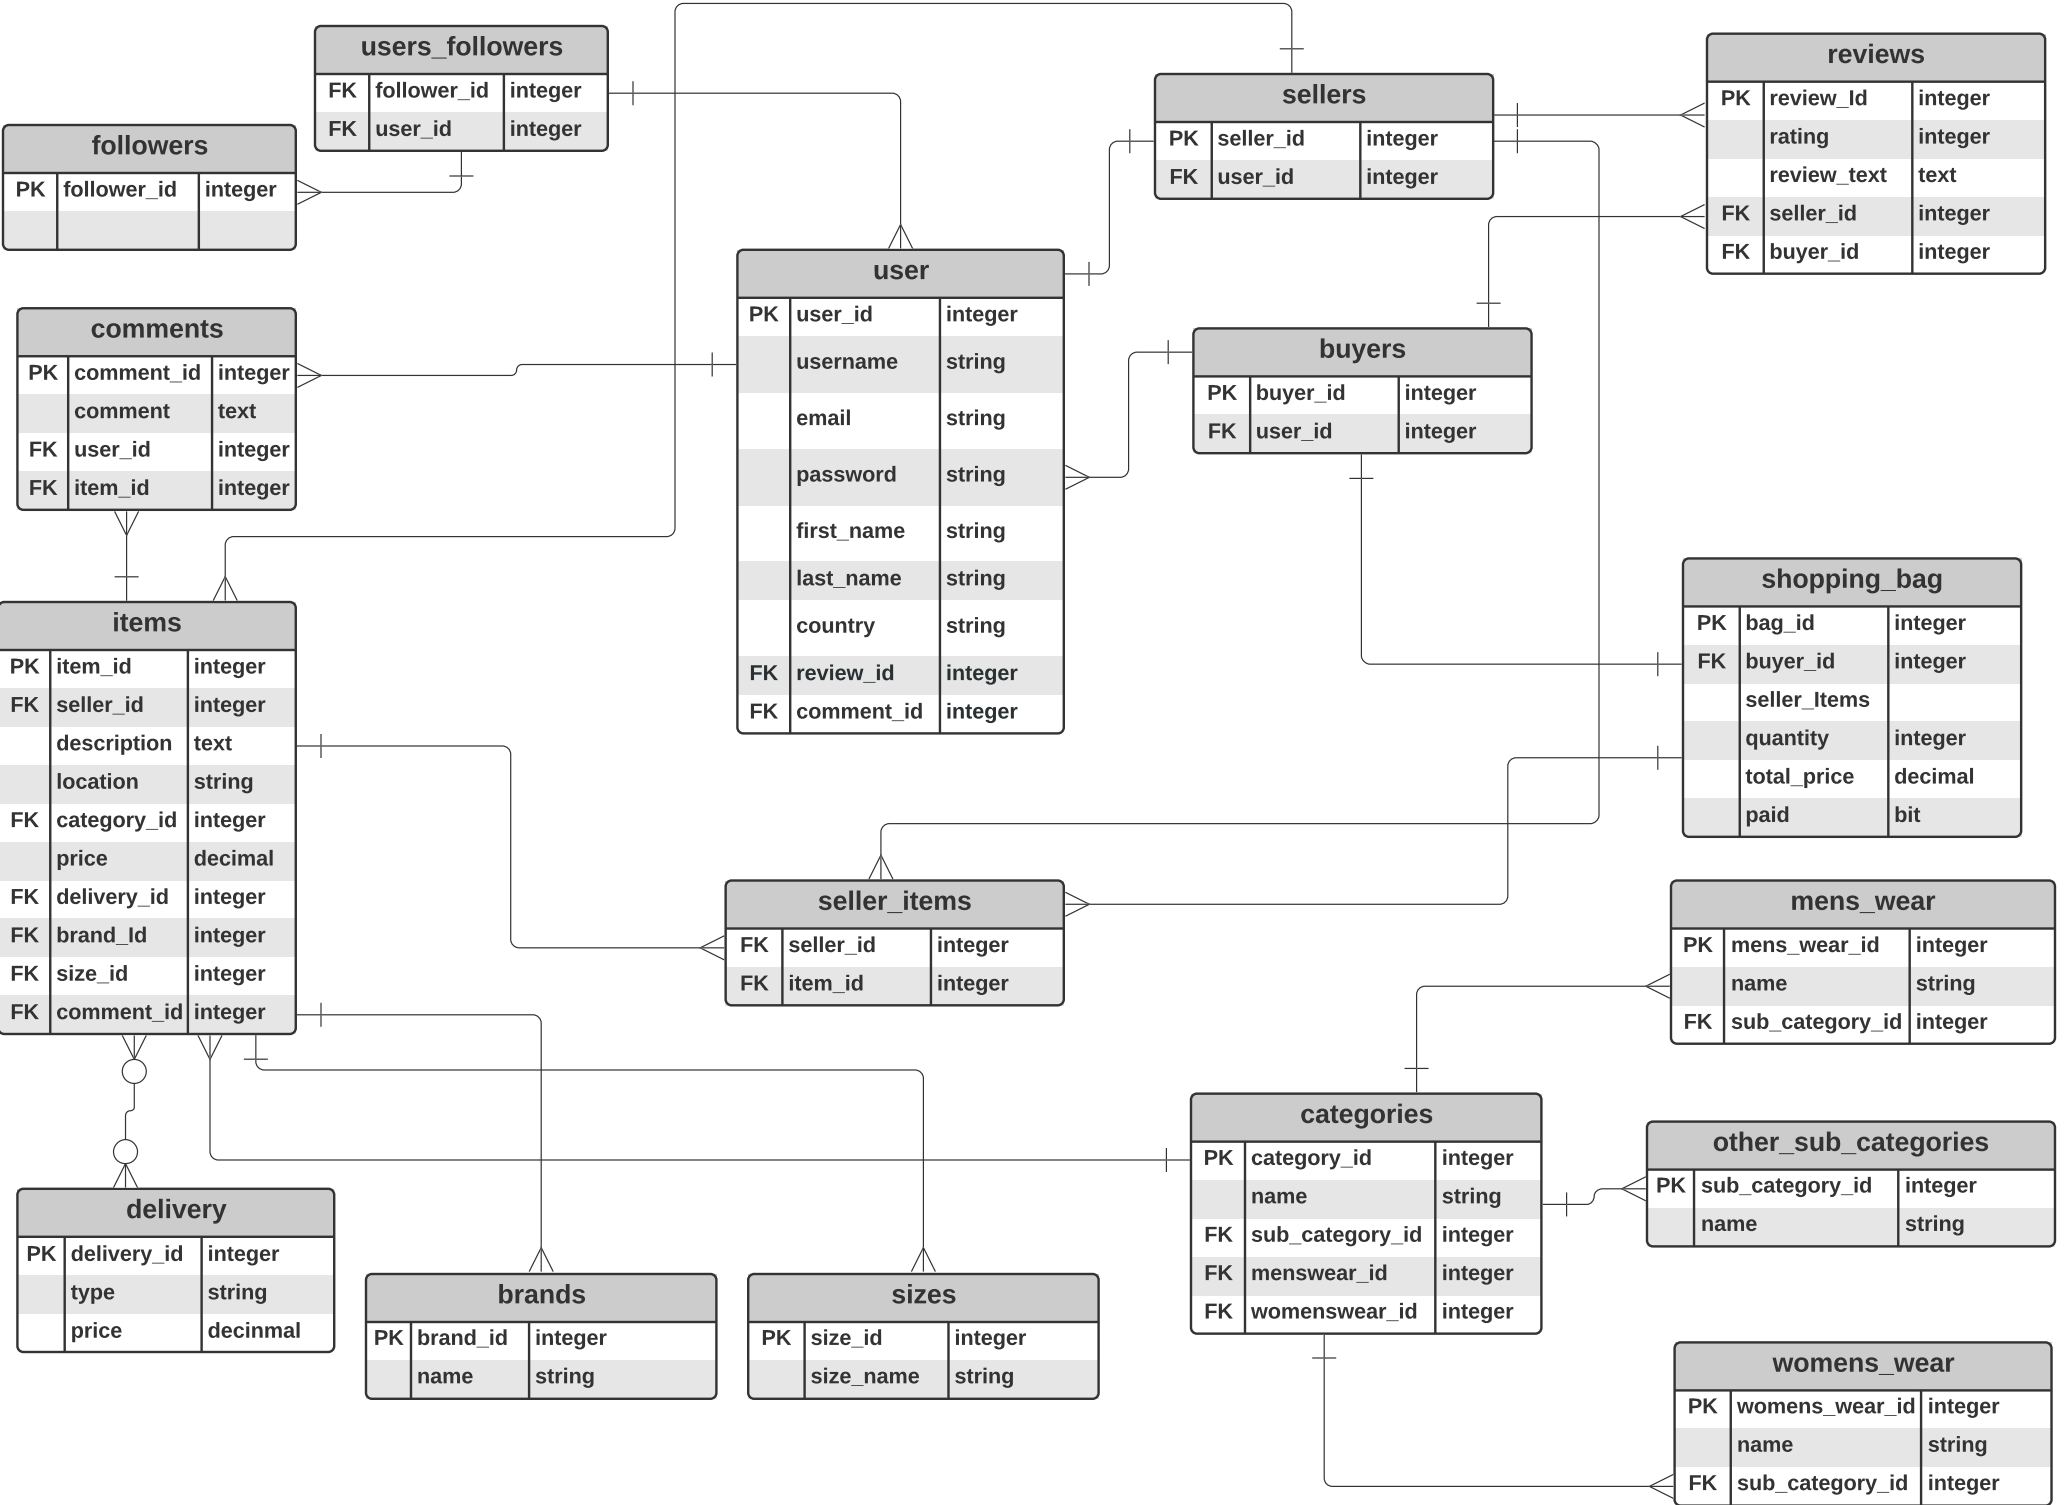 users_followers
FK follower_id integer
FK user_id integer
followers
PK follower_id integer
sellers
PK seller_id integer
FK user_id integer
reviews
PK review_Id integer
rating integer
review_text text
FK seller_id integer
FK buyer_id integer
user
PK user_id integer
username string
email string
password string
first_name string
last_name string
country string
FK review_id integer
FK comment_id integer
comments
PK comment_id integer
comment text
FK user_id integer
FK item_id integer
buyers
PK buyer_id integer
FK user_id integer
items
PK item_id integer
FK seller_id integer
description text
location string
FK category_id integer
price decimal
FK delivery_id integer
FK brand_Id integer
FK size_id integer
FK comment_id integer
shopping_bag
PK bag_id integer
FK buyer_id integer
seller_Items
quantity integer
total_price decimal
paid bit
seller_items
FK seller_id integer
FK item_id integer
mens_wear
PK mens_wear_id integer
name string
FK sub_category_id integer
categories
PK category_id integer
name string
FK sub_category_id integer
FK menswear_id integer
FK womenswear_id integer
other_sub_categories
PK sub_category_id integer
name string
delivery
PK delivery_id integer
type string
price decinmal
brands
PK brand_id integer
name string
sizes
PK size_id integer
size_name string
womens_wear
PK womens_wear_id integer
name string
FK sub_category_id integer